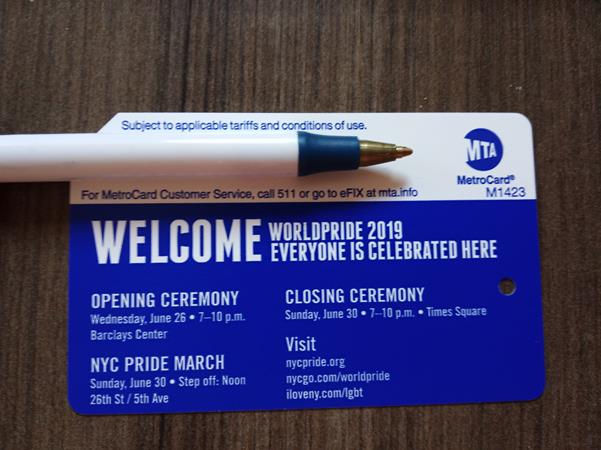 Subject to applicable tariffs and conditions of use.
MTA
MetroCard®
M1423
For MetroCard Customer Service, call 511 or go to eFIX at mta.info
WELCOME
WORLDPRIDE 2019
EVERYONE IS CELEBRATED HERE
OPENING CEREMONY
Wednesday, June 26 • 7–10 p.m.
Barclays Center
NYC PRIDE MARCH
Sunday, June 30 • Step off: Noon
26th St / 5th Ave
CLOSING CEREMONY
Sunday, June 30 • 7–10 p.m. • Times Square
Visit
nycpride.org
nycgo.com/worldpride
iloveny.com/lgbt